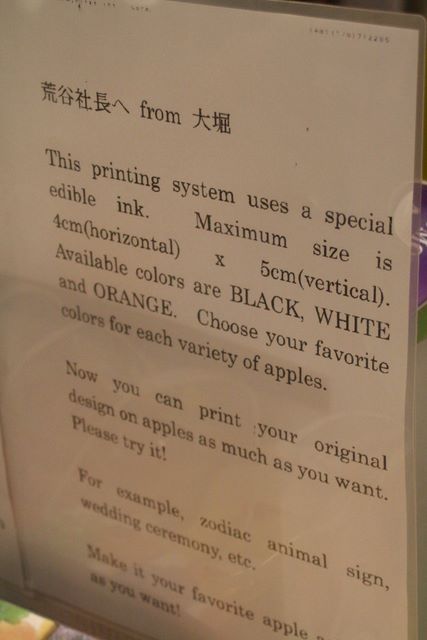 荒谷社長へ from 大堀
This printing system uses a special
edible ink. Maximum size is
4cm(horizontal) x 5cm(vertical).
Available colors are BLACK, WHITE
and ORANGE. Choose your favorite
colors for each variety of apples.
Now you can print your original
design on apples as much as you want.
Please try it!
For example, zodiac animal sign,
wedding ceremony, etc.
Make it your favorite apple
as you want!